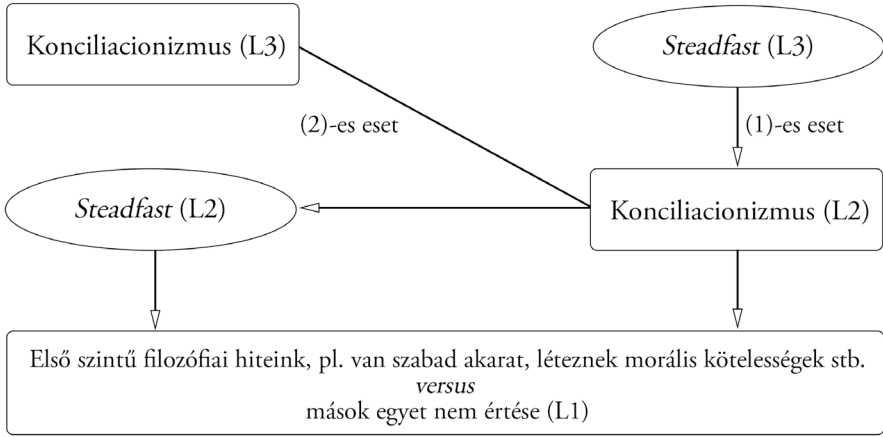 Konciliacionizmus (L3)
Steadfast (L3)
(2)-es eset
(1)-es eset
Steadfast (L2)
Konciliacionizmus (L2)
Első szintű filozófiai hiteink, pl. van szabad akarat, léteznek morális kötelességek stb.
versus
mások egyet nem értése (L1)